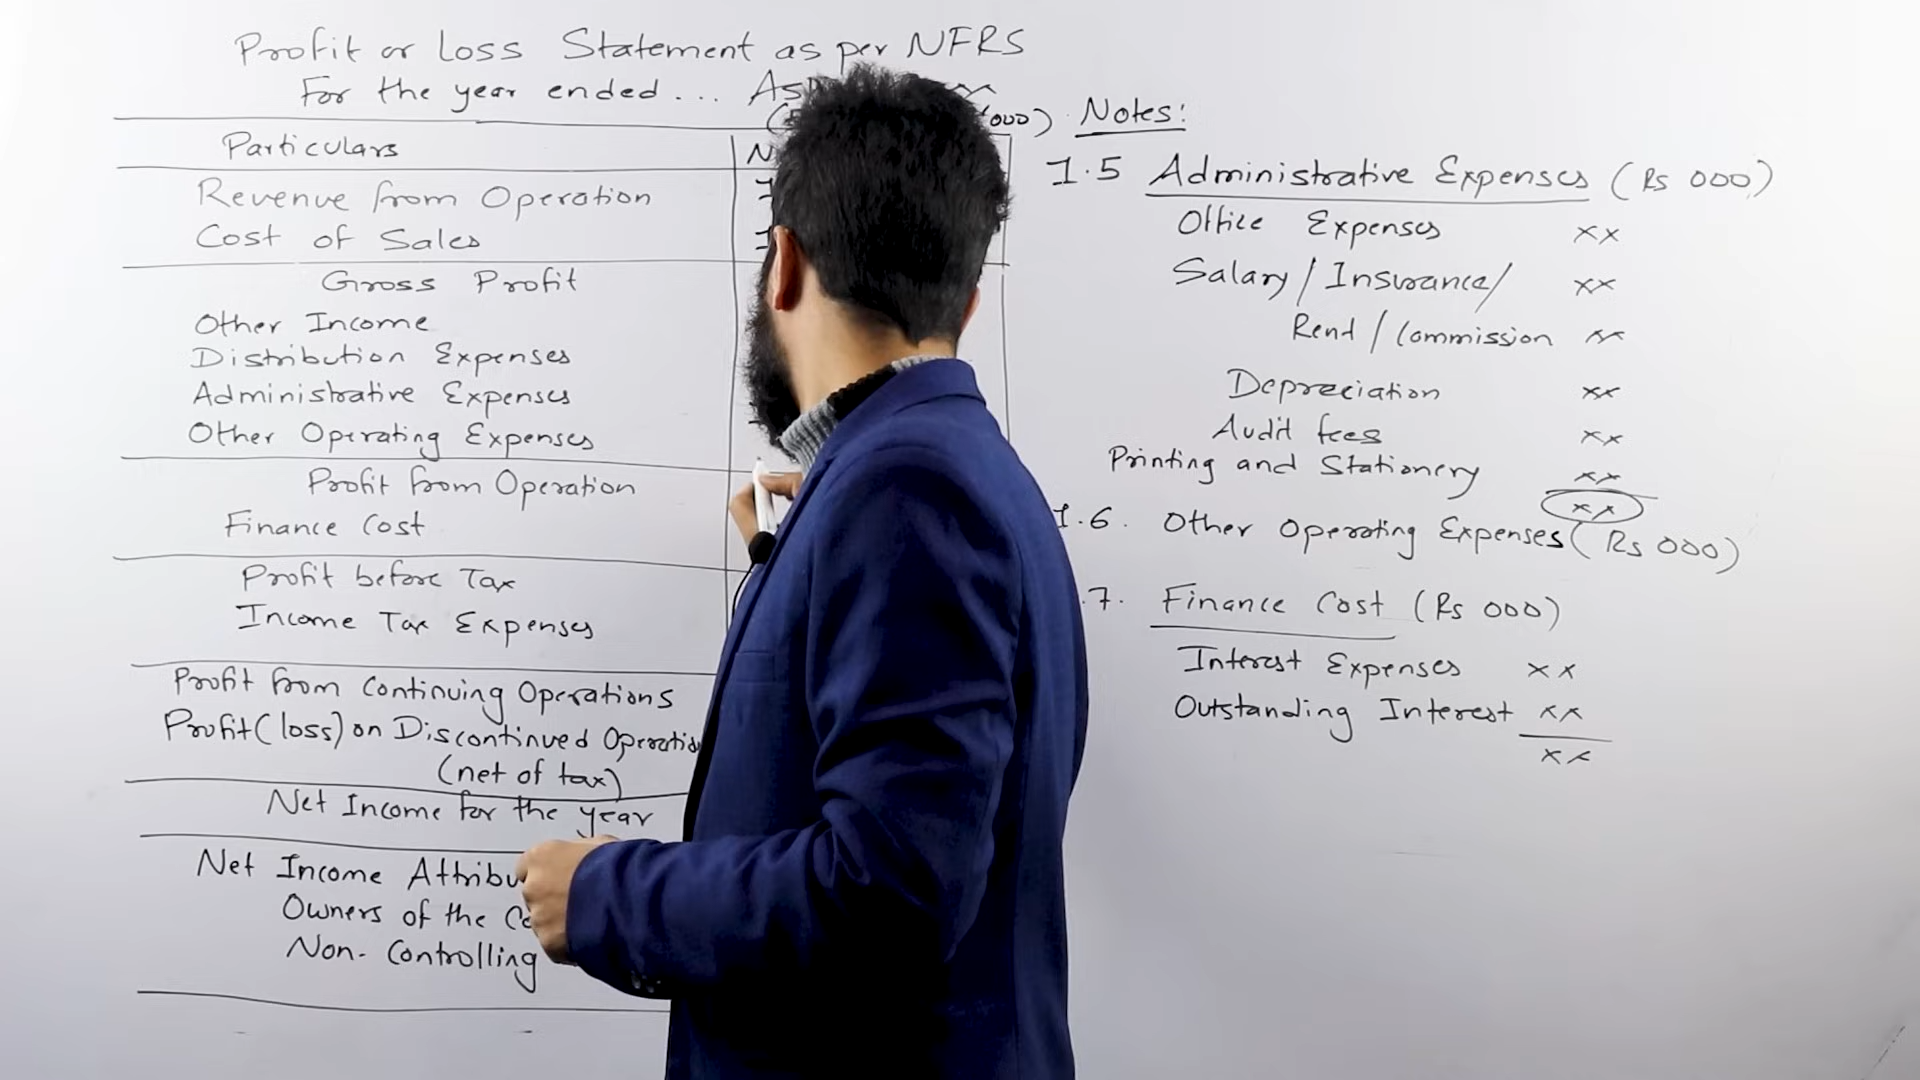 Profit or Loss Statement as per NFRS
For the year ended ...
000)
Particulars
Revenue from Operation
Cost of Sales
Gross Profit
Other Income
Distribution Expenses
Administrative Expenses
Other Operating Expenses
Profit from Operation
Finance Cost
Profit before Tax
Income Tax Expenses
Profit from Continuing Operations
Profit (loss) on Discontinued
(net of tax)
Net Income for the year
Net Income
Owners of the
Non-Controlling
Notes:
1.5 Administrative Expenses (Rs 000)
Office Expenses xx
Salary / Insurance / xx
Rend / Commission xx
Depreciation xx
Audit fees xx
Printing and Stationery xx
xx
1.6. Other Operating Expenses (Rs 000)
.7. Finance Cost (Rs 000)
Interest Expenses xx
Outstanding Interest xx
xx